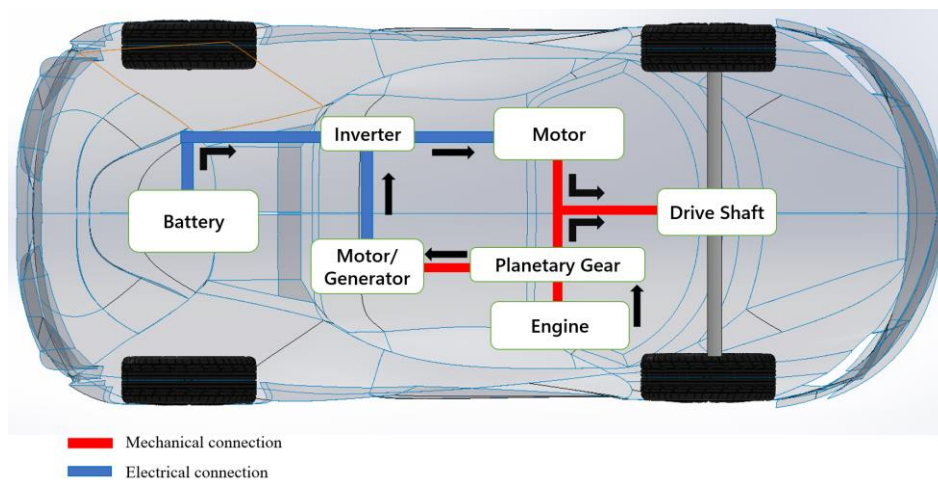 Inverter
Motor
Battery
Drive Shaft
Motor/
Generator
Planetary Gear
Engine
Mechanical connection
Electrical connection